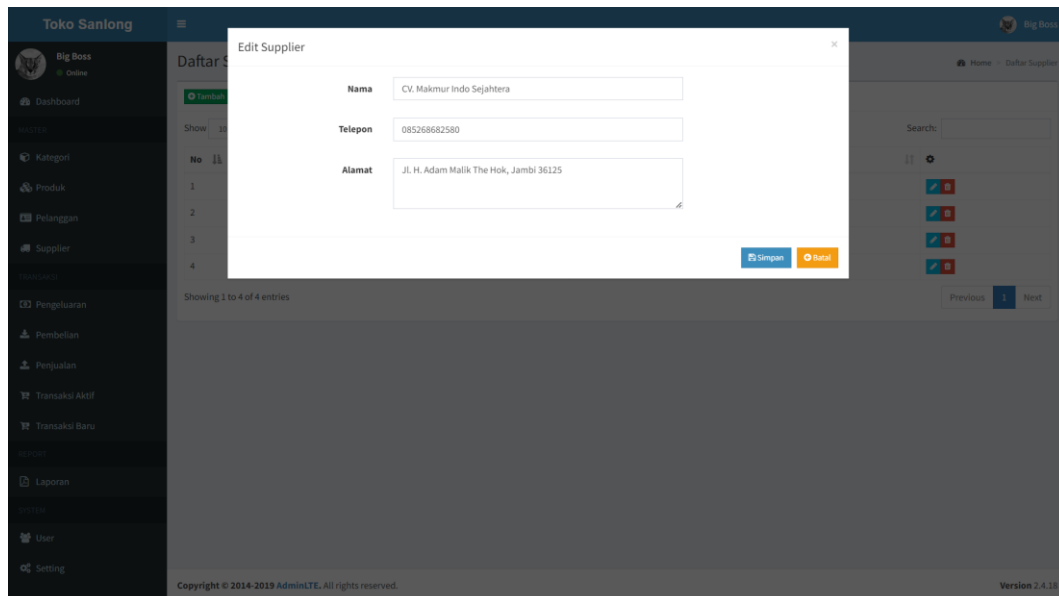 Toko Sanlong
Big Boss
Big Boss
Online
Dashboard
MASTER
Kategori
Produk
Pelanggan
Supplier
TRANSAKSI
Pengeluaran
Pembelian
Penjualan
Transaksi Aktif
Transaksi Baru
REPORT
Laporan
SYSTEM
User
Setting
Daftar S
Home - Daftar Supplier
Tambah
Show 10
Search:
No
1
2
3
4
Showing 1 to 4 of 4 entries
Previous 1 Next
Edit Supplier ×
Nama CV. Makmur Indo Sejahtera
Telepon 085268682580
Alamat Jl. H. Adam Malik The Hok, Jambi 36125
Simpan Batal
Copyright © 2014-2019 AdminLTE. All rights reserved.
Version 2.4.18